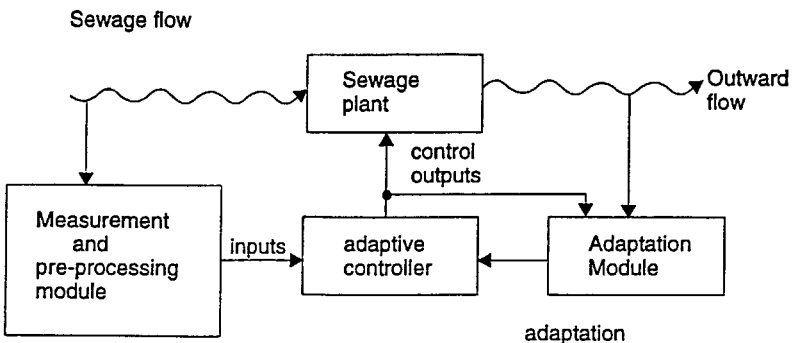 Sewage flow
Sewage
plant
Outward
flow
control
outputs
Measurement
and
pre-processing
module
inputs
adaptive
controller
Adaptation
Module
adaptation